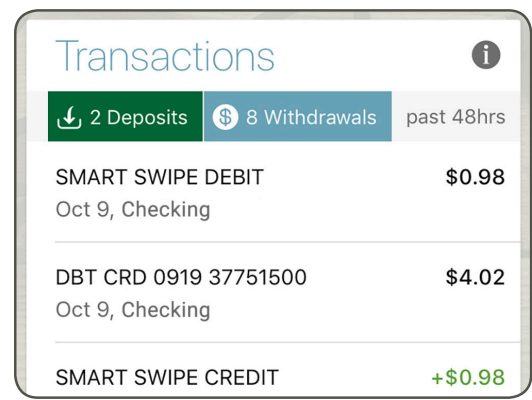 Transactions
2 Deposits $ 8 Withdrawals past 48hrs
SMART SWIPE DEBIT $0.98
Oct 9, Checking
DBT CRD 0919 37751500 $4.02
Oct 9, Checking
SMART SWIPE CREDIT +$0.98